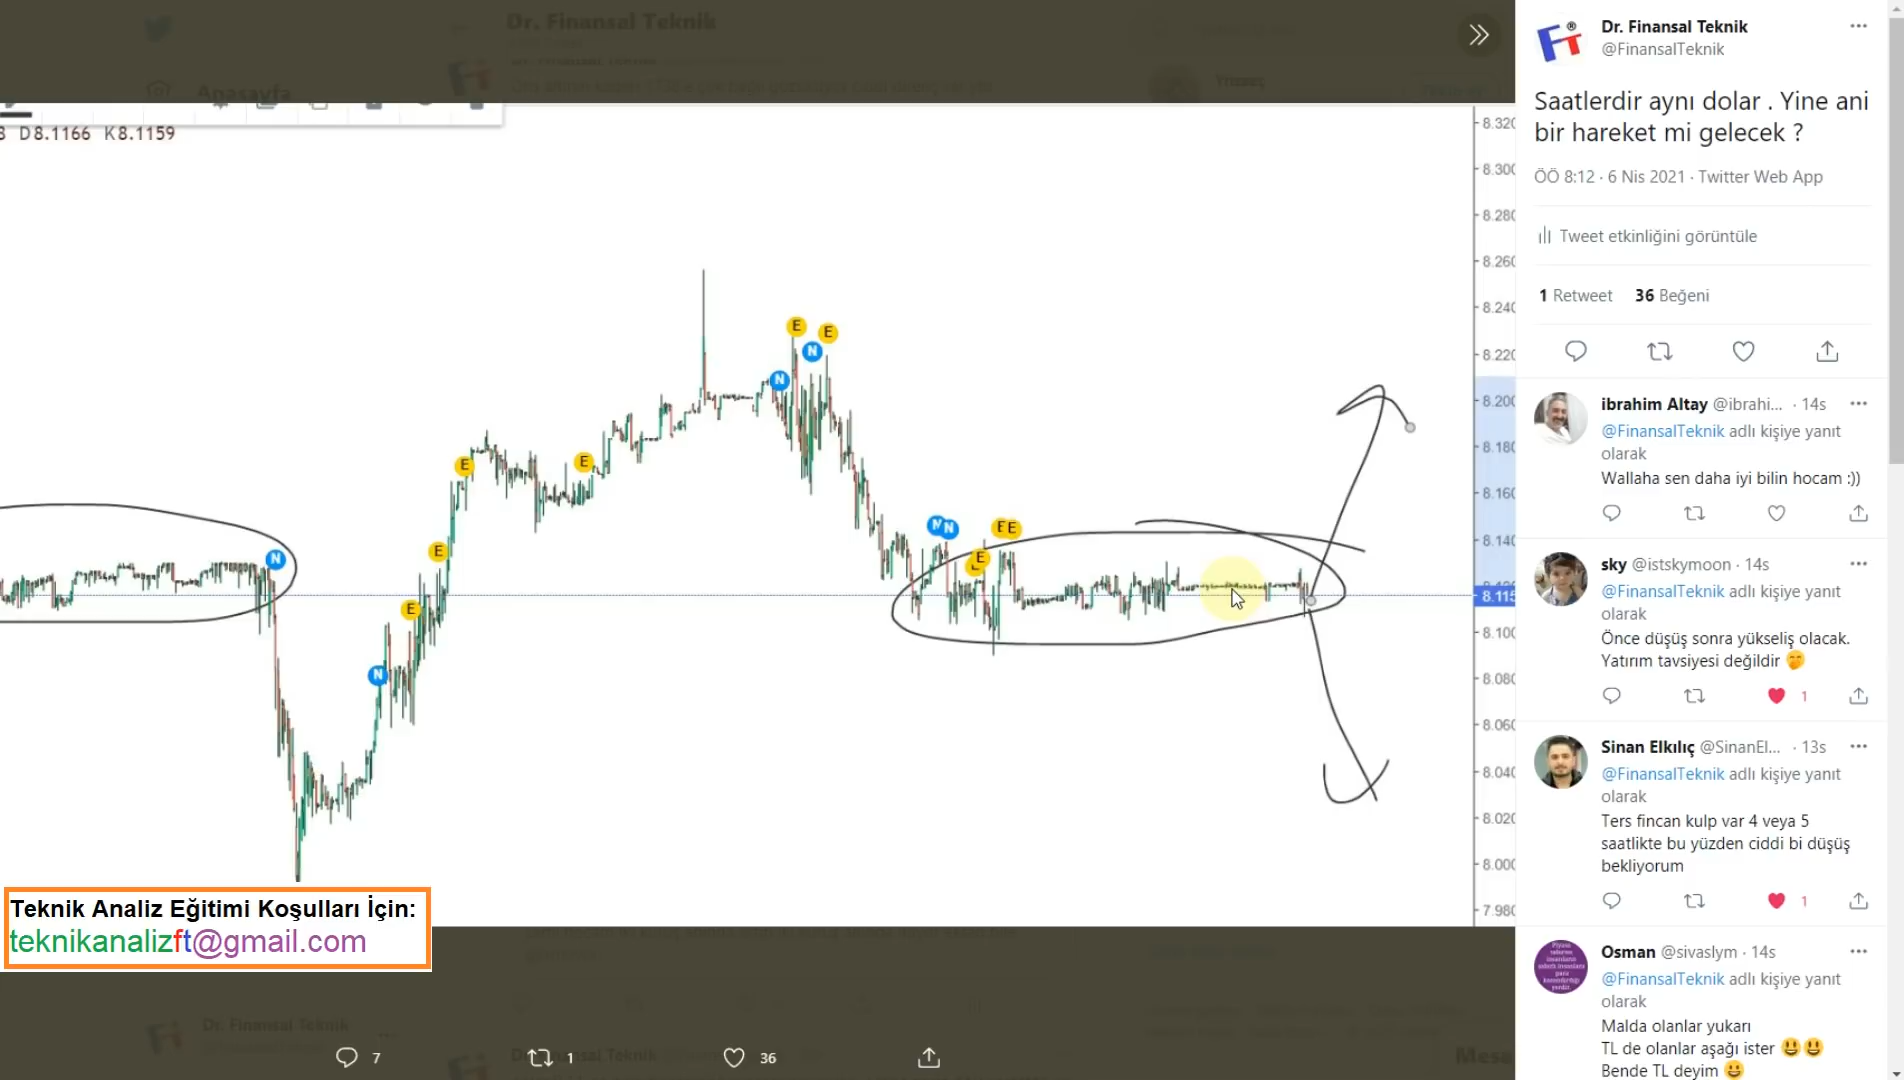 Dr. Finansal Teknik
Anasayfa
D8.1166 K8.1159
8.300
8.280
8.260
8.240
8.220
8.200
8.180
8.160
8.140
8.115
8.100
8.080
8.060
8.040
8.020
8.000
7.980
E
E
N
N
E
E
E
E
N
N
N
E
E
E
N
N
Teknik Analiz Eğitimi Koşulları İçin:
teknikanalizft@gmail.com
Dr. Finansal Teknik
7
1
36
Dr. Finansal Teknik
@FinansalTeknik
Saatlerdir aynı dolar . Yine ani
bir hareket mi gelecek ?
ÖÖ 8:12 · 6 Nis 2021 · Twitter Web App
Tweet etkinliğini görüntüle
1 Retweet 36 Beğeni
ibrahim Altay @ibrahi... · 14s
@FinansalTeknik adlı kişiye yanıt
olarak
Wallaha sen daha iyi bilin hocam :))
sky @istskymoon · 14s
@FinansalTeknik adlı kişiye yanıt
olarak
Önce düşüş sonra yükseliş olacak.
Yatırım tavsiyesi değildir 🤭
1
Sinan Elkılıç @SinanEl... · 13s
@FinansalTeknik adlı kişiye yanıt
olarak
Ters fincan kulp var 4 veya 5
saatlikte bu yüzden ciddi bi düşüş
bekliyorum
1
Osman @sivaslym · 14s
@FinansalTeknik adlı kişiye yanıt
olarak
Malda olanlar yukarı
TL de olanlar aşağı ister 😃😃
Bende TL deyim 😃